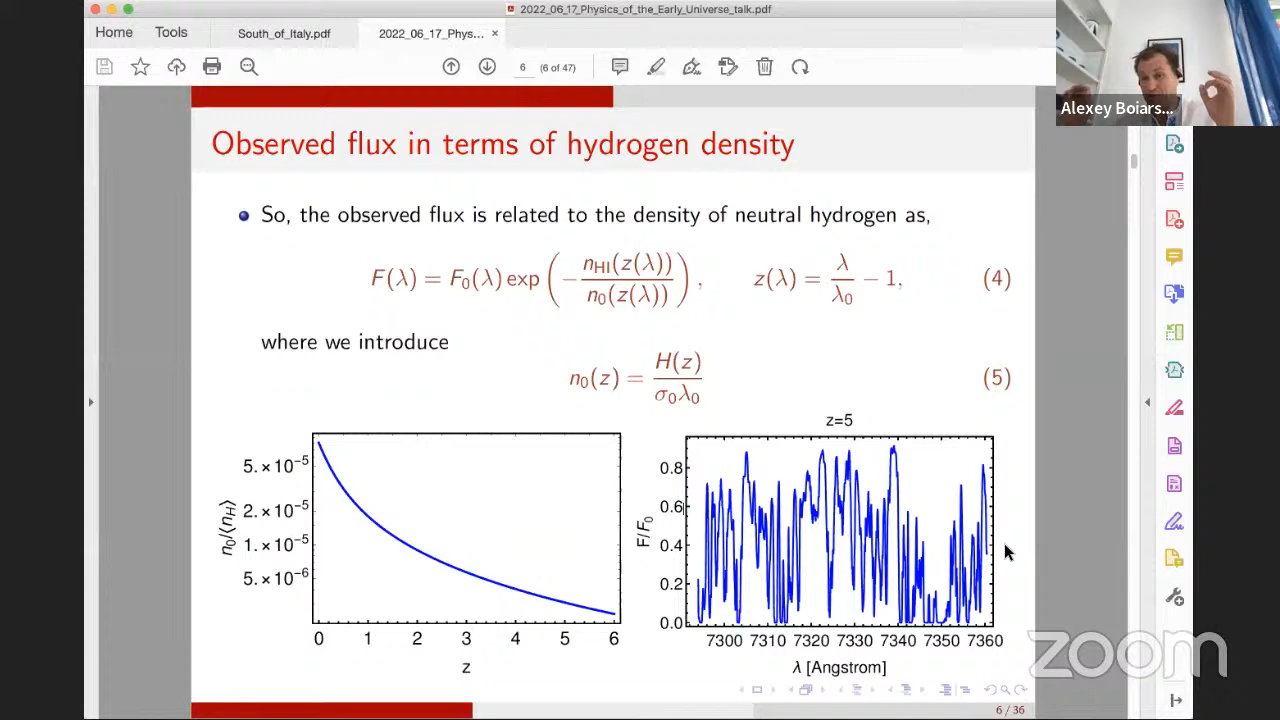 2022_06_17_Physics_of_the_Early_Universe_talk.pdf
Home Tools South_of_Italy.pdf 2022_06_17_Phys... ×
6 (6 of 47)
Alexey Boiars...
Observed flux in terms of hydrogen density
So, the observed flux is related to the density of neutral hydrogen as,
F(λ) = F₀(λ) exp ( − n_HI(z(λ)) / n₀(z(λ)) ) , z(λ) = λ / λ₀ − 1, (4)
where we introduce
n₀(z) = H(z) / σ₀λ₀ (5)
z=5
n₀/⟨n_H⟩
5.×10⁻⁵
2.×10⁻⁵
1.×10⁻⁵
5.×10⁻⁶
0 1 2 3 4 5 6
z
F/F₀
0.8
0.6
0.4
0.2
0.0
7300 7310 7320 7330 7340 7350 7360
λ [Angstrom]
zoom
6 / 36